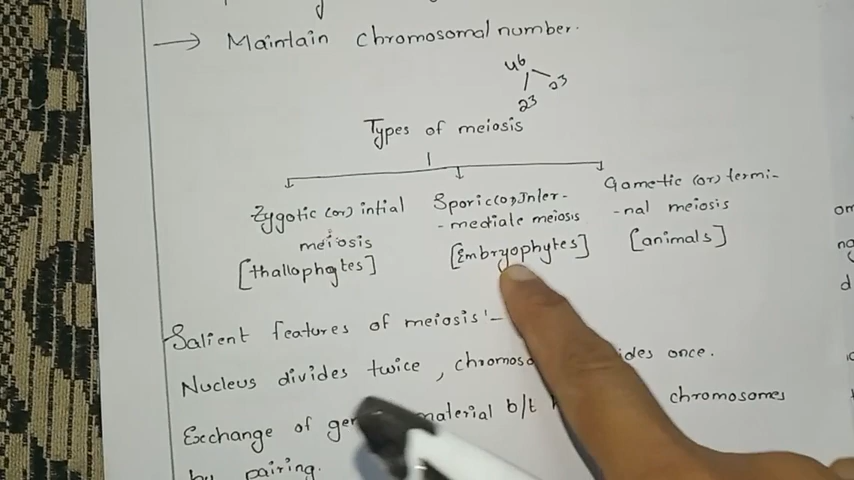 → Maintain chromosomal number.
46
23 23
Types of meiosis
Zygotic (or) intial
meiosis
[thallophytes]
Sporic (or) Inter-
-mediate meiosis
[Embryophytes]
Gametic (or) termi-
-nal meiosis
[animals]
Salient features of meiosis:-
Nucleus divides twice, chromoso ides once.
Exchange of gen material b/t chromosomes
by pairing.